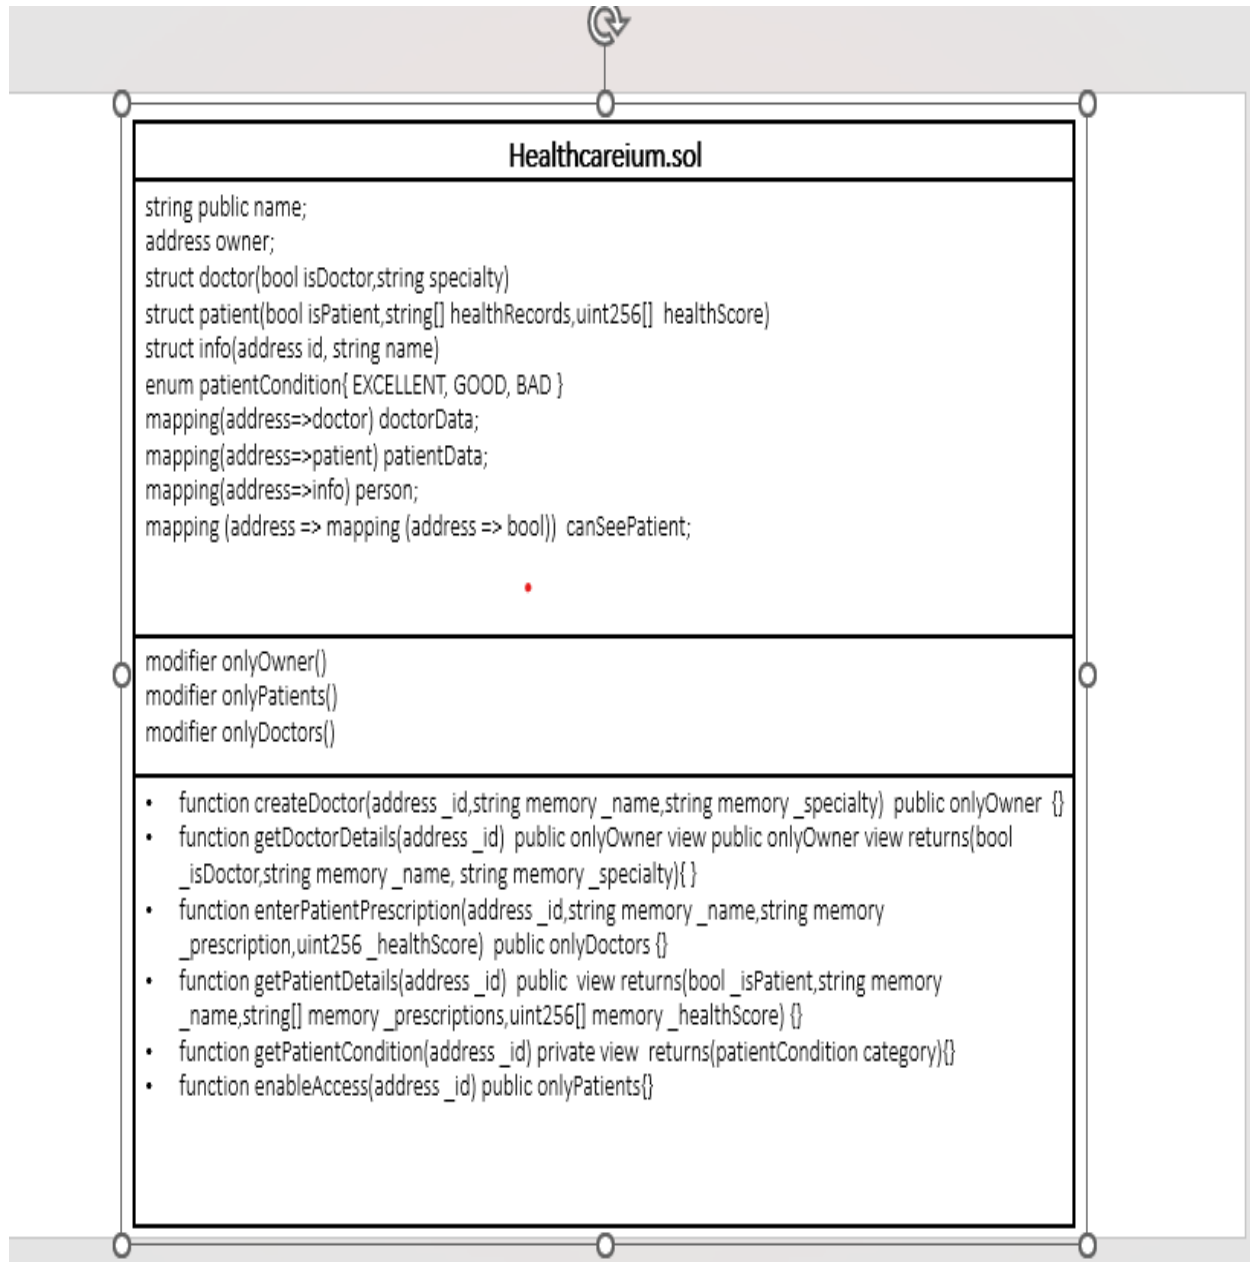 Healthcareium.sol
string public name;
address owner;
struct doctor(bool isDoctor,string specialty)
struct patient(bool isPatient,string[] healthRecords,uint256[]  healthScore)
struct info(address id, string name)
enum patientCondition{ EXCELLENT, GOOD, BAD }
mapping(address=>doctor) doctorData;
mapping(address=>patient) patientData;
mapping(address=>info) person;
mapping (address => mapping (address => bool))  canSeePatient;
modifier onlyOwner()
modifier onlyPatients()
modifier onlyDoctors()
• function createDoctor(address _id,string memory _name,string memory _specialty)  public onlyOwner  {}
• function getDoctorDetails(address _id)  public onlyOwner view public onlyOwner view returns(bool
_isDoctor,string memory _name, string memory _specialty){ }
• function enterPatientPrescription(address _id,string memory _name,string memory
_prescription,uint256 _healthScore)  public onlyDoctors {}
• function getPatientDetails(address _id)  public  view returns(bool _isPatient,string memory
_name,string[] memory _prescriptions,uint256[] memory _healthScore) {}
• function getPatientCondition(address _id) private view  returns(patientCondition category){}
• function enableAccess(address _id) public onlyPatients{}